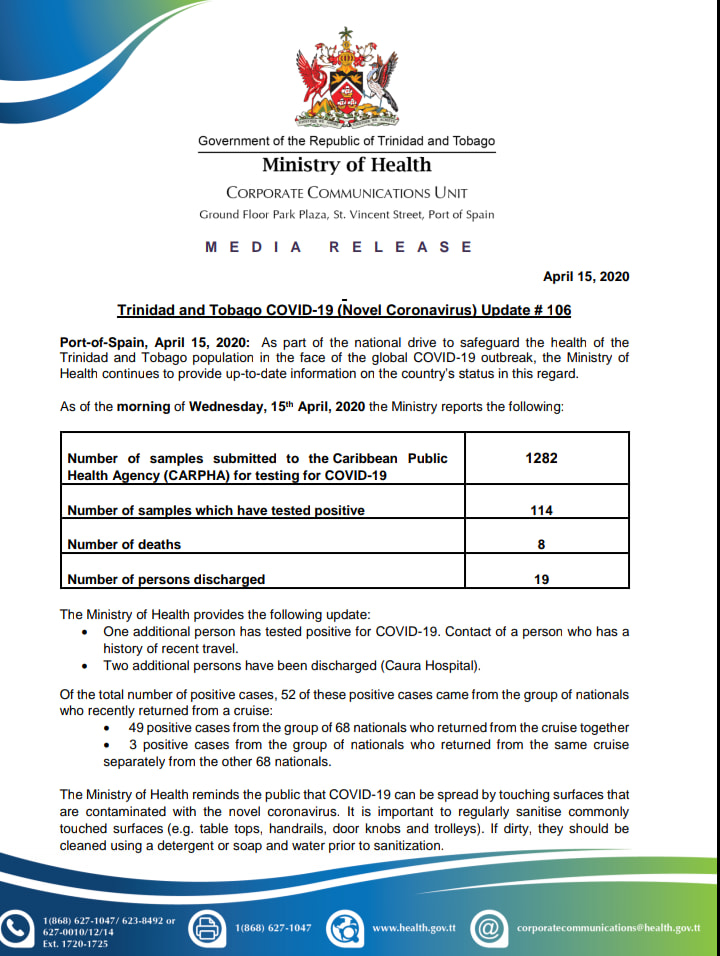 Government of the Republic of Trinidad and Tobago
Ministry of Health
CORPORATE COMMUNICATIONS UNIT
Ground Floor Park Plaza, St. Vincent Street, Port of Spain
MEDIA RELEASE
April 15, 2020
Trinidad and Tobago COVID-19 (Novel Coronavirus) Update # 106
Port-of-Spain, April 15, 2020: As part of the national drive to safeguard the health of the
Trinidad and Tobago population in the face of the global COVID-19 outbreak, the Ministry of
Health continues to provide up-to-date information on the country's status in this regard.
As of the morning of Wednesday, 15th April, 2020 the Ministry reports the following:
Number of samples submitted to the Caribbean Public
Health Agency (CARPHA) for testing for COVID-19
1282
Number of samples which have tested positive
114
Number of deaths
8
Number of persons discharged
19
The Ministry of Health provides the following update:
• One additional person has tested positive for COVID-19. Contact of a person who has a
history of recent travel.
• Two additional persons have been discharged (Caura Hospital).
Of the total number of positive cases, 52 of these positive cases came from the group of nationals
who recently returned from a cruise:
• 49 positive cases from the group of 68 nationals who returned from the cruise together
• 3 positive cases from the group of nationals who returned from the same cruise
separately from the other 68 nationals.
The Ministry of Health reminds the public that COVID-19 can be spread by touching surfaces that
are contaminated with the novel coronavirus. It is important to regularly sanitise commonly
touched surfaces (e.g. table tops, handrails, door knobs and trolleys). If dirty, they should be
cleaned using a detergent or soap and water prior to sanitization.
1(868) 627-1047/ 623-8492 or
627-0010/12/14
Ext. 1720-1725
1(868) 627-1047
www.health.gov.tt
@
corporatecommunications@health.gov.tt